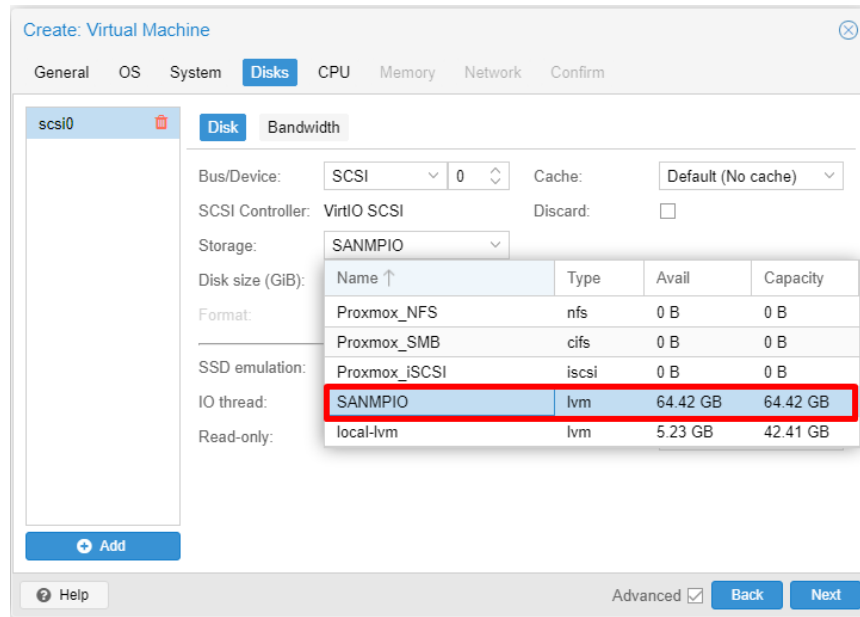 Create: Virtual Machine
General OS System Disks CPU Memory Network Confirm
scsi0
Disk Bandwidth
Bus/Device: SCSI 0 Cache: Default (No cache)
SCSI Controller: VirtIO SCSI Discard:
Storage: SANMPIO
Disk size (GiB):
Format:
SSD emulation:
IO thread:
Read-only:
Name Type Avail Capacity
Proxmox_NFS nfs 0 B 0 B
Proxmox_SMB cifs 0 B 0 B
Proxmox_iSCSI iscsi 0 B 0 B
SANMPIO lvm 64.42 GB 64.42 GB
local-lvm lvm 5.23 GB 42.41 GB
Add
Help Advanced Back Next